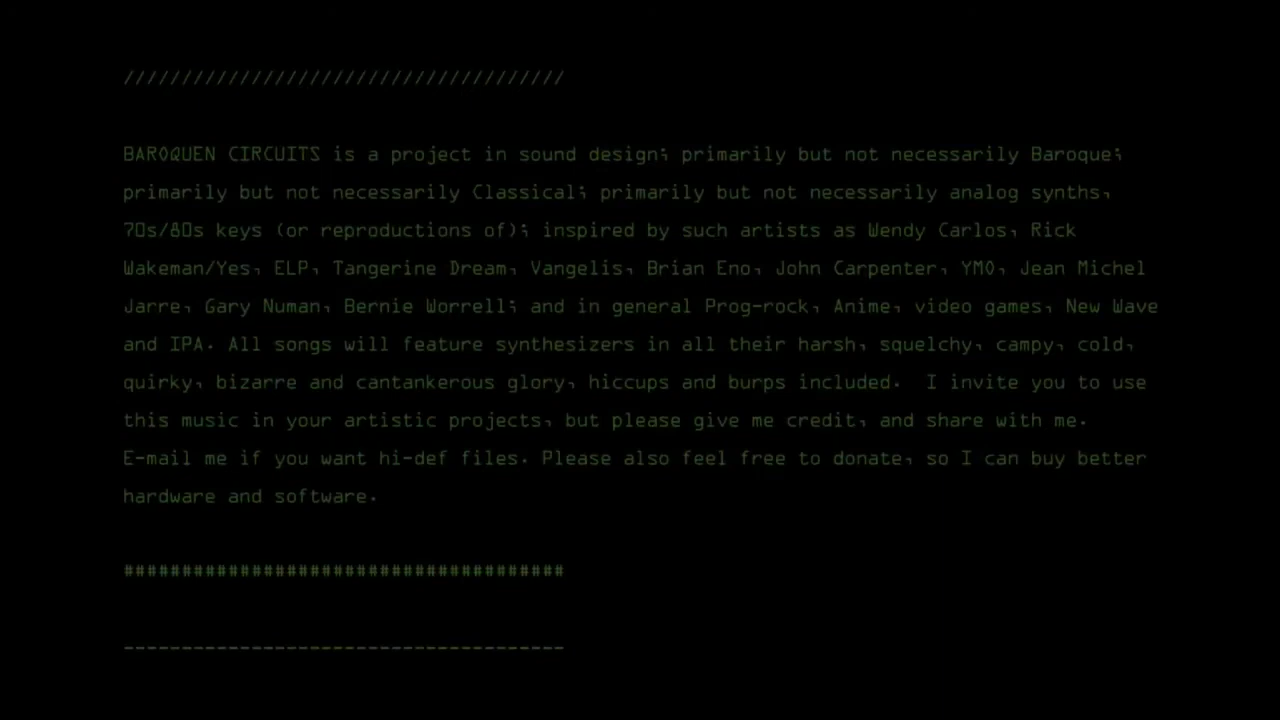 //////////////////////////////////////
BAROQUEN CIRCUITS is a project in sound design; primarily but not necessarily Baroque;
primarily but not necessarily Classical; primarily but not necessarily analog synths,
70s/80s keys (or reproductions of); inspired by such artists as Wendy Carlos, Rick
Wakeman/Yes, ELP, Tangerine Dream, Vangelis, Brian Eno, John Carpenter, YMO, Jean Michel
Jarre, Gary Numan, Bernie Worrell; and in general Prog-rock, Anime, video games, New Wave
and IPA. All songs will feature synthesizers in all their harsh, squelchy, campy, cold,
quirky, bizarre and cantankerous glory, hiccups and burps included.  I invite you to use
this music in your artistic projects, but please give me credit, and share with me.
E-mail me if you want hi-def files. Please also feel free to donate, so I can buy better
hardware and software.
######################################
--------------------------------------